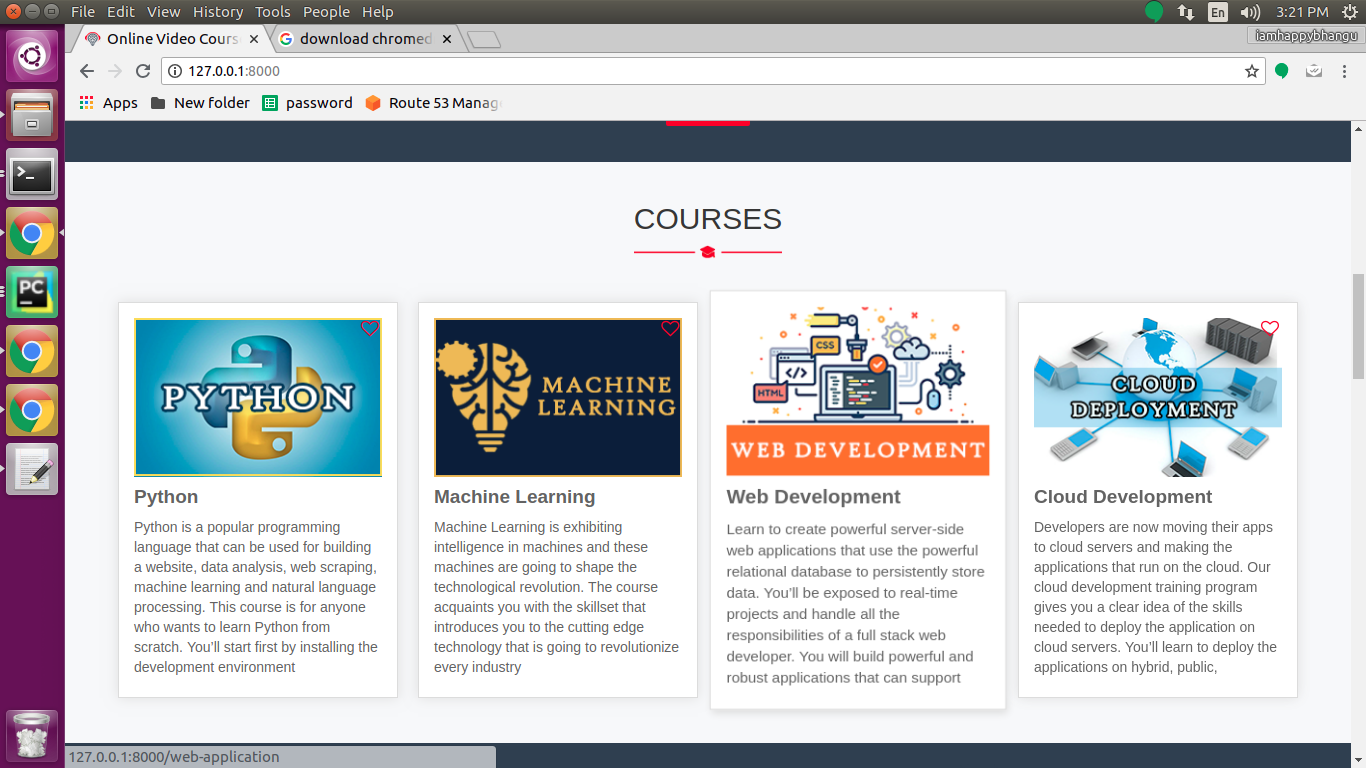 File Edit View History Tools People Help
En
3:21 PM
Online Video Cours
download chromed
iamhappybhangu
127.0.0.1:8000
Apps
New folder
password
Route 53 Manag
COURSES
PYTHON
Python
Python is a popular programming
language that can be used for building
a website, data analysis, web scraping,
machine learning and natural language
processing. This course is for anyone
who wants to learn Python from
scratch. You’ll start first by installing the
development environment
MACHINE
LEARNING
Machine Learning
Machine Learning is exhibiting
intelligence in machines and these
machines are going to shape the
technological revolution. The course
acquaints you with the skillset that
introduces you to the cutting edge
technology that is going to revolutionize
every industry
CSS
</>
HTML
WEB DEVELOPMENT
Web Development
Learn to create powerful server-side
web applications that use the powerful
relational database to persistently store
data. You’ll be exposed to real-time
projects and handle all the
responsibilities of a full stack web
developer. You will build powerful and
robust applications that can support
CLOUD
DEPLOYMENT
Cloud Development
Developers are now moving their apps
to cloud servers and making the
applications that run on the cloud. Our
cloud development training program
gives you a clear idea of the skills
needed to deploy the application on
cloud servers. You’ll learn to deploy the
applications on hybrid, public,
PC
127.0.0.1:8000/web-application